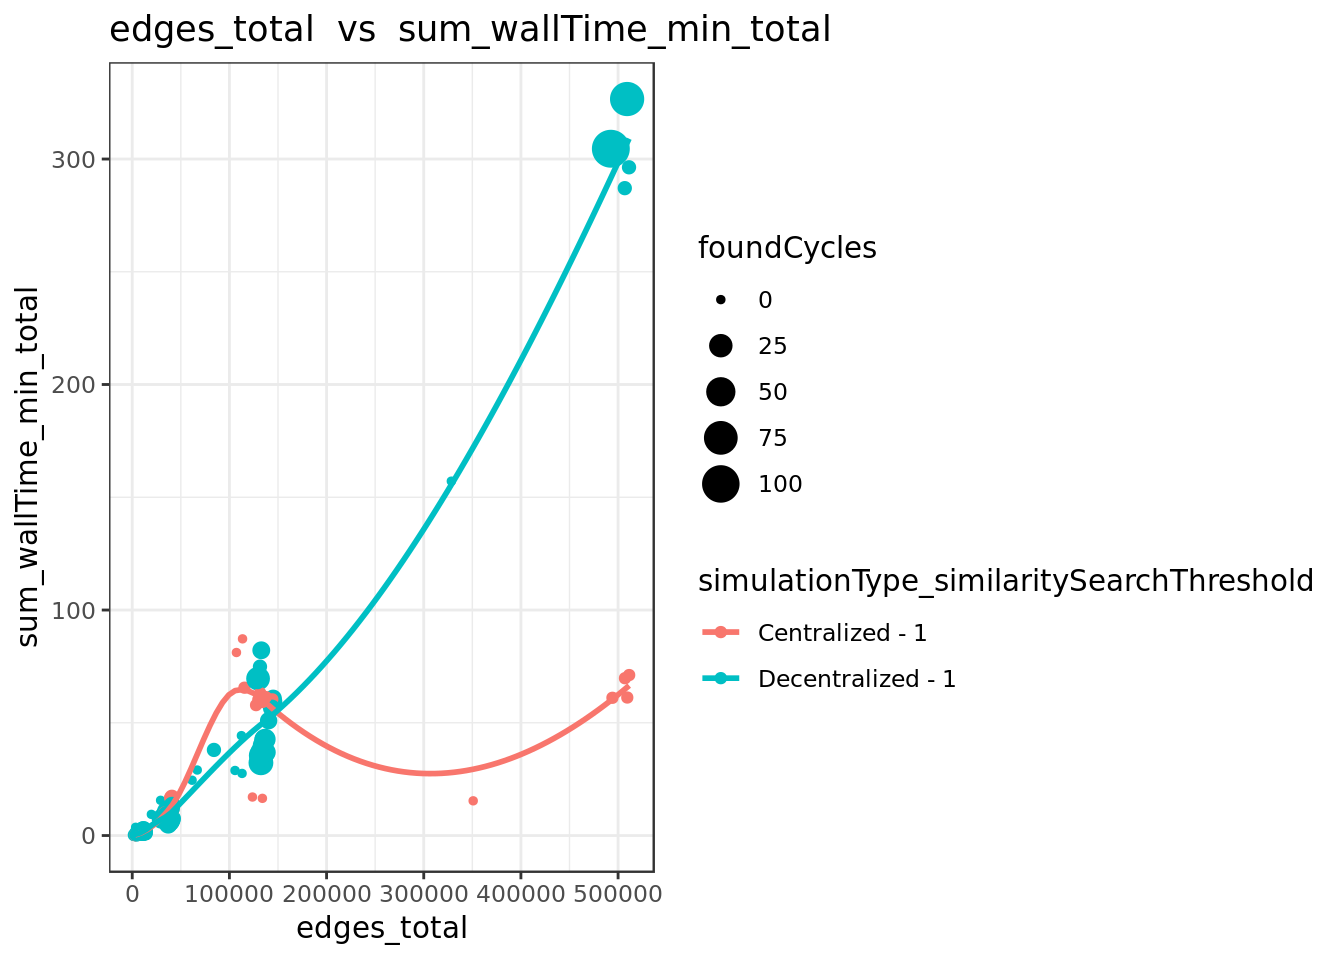 edges_total  vs  sum_wallTime_min_total
sum_wallTime_min_total
300
200
100
0
0 100000 200000 300000 400000 500000
edges_total
foundCycles
0
25
50
75
100
simulationType_similaritySearchThreshold
Centralized - 1
Decentralized - 1